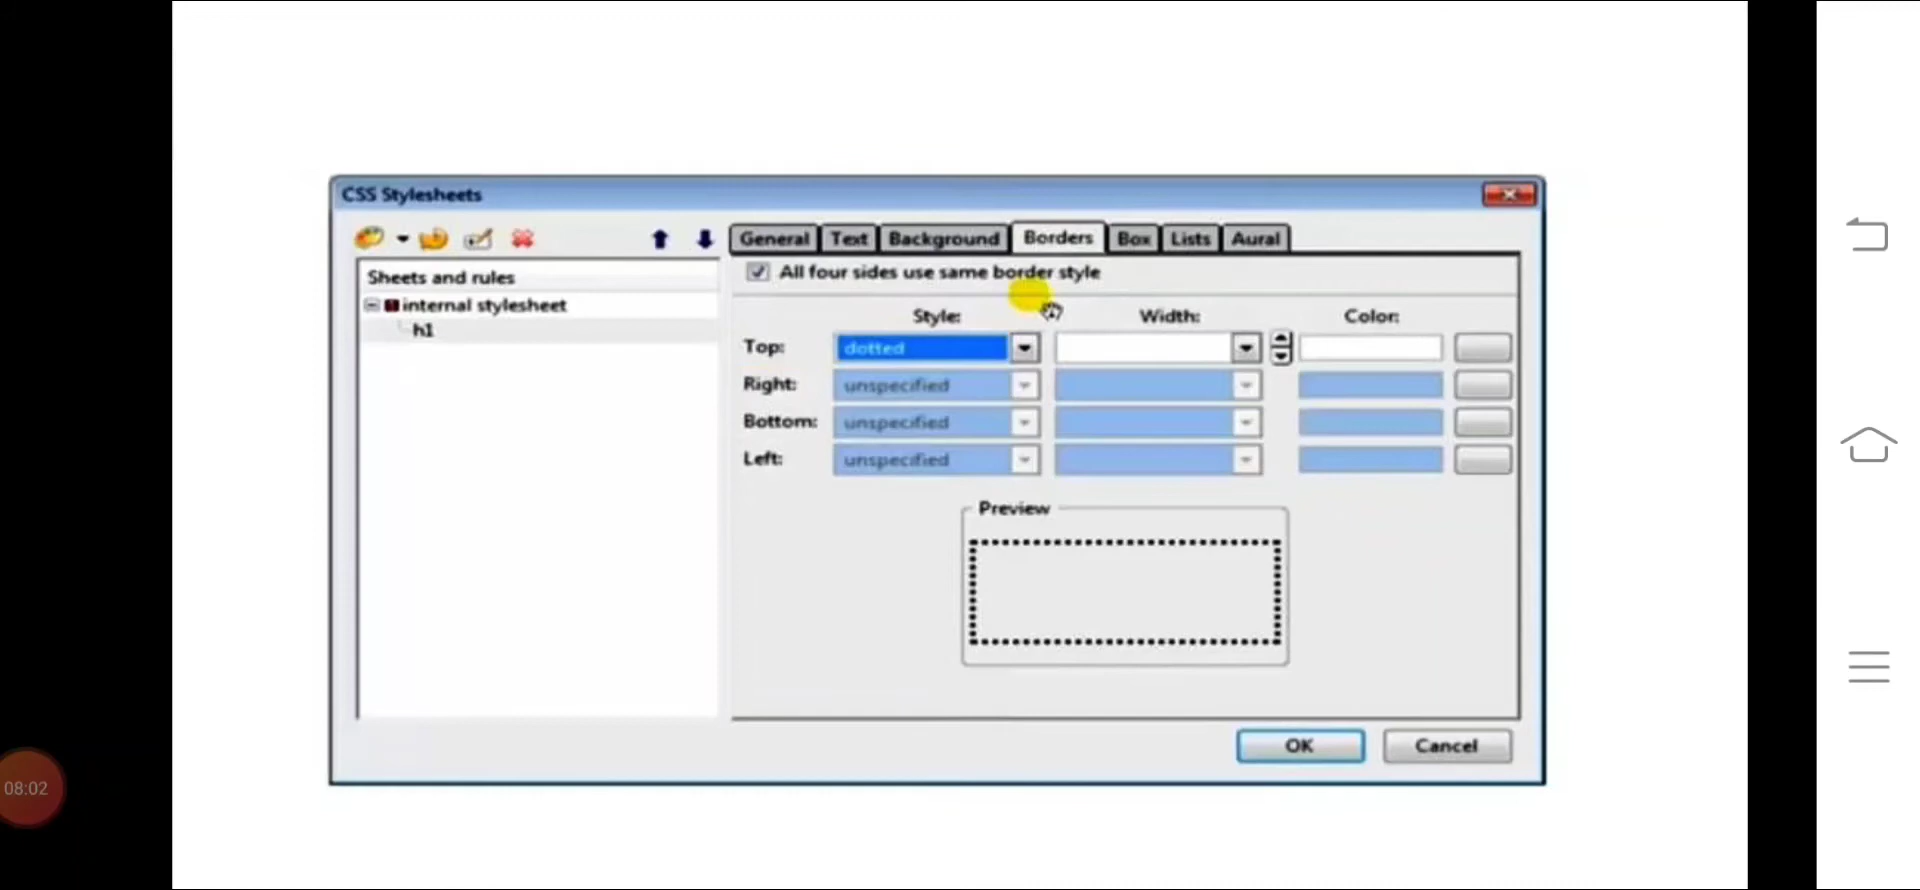 CSS Stylesheets
General Text Background Borders Box Lists Aural
Sheets and rules
internal stylesheet
h1
All four sides use same border style
Style: Width: Color:
Top: dotted
Right: unspecified
Bottom: unspecified
Left: unspecified
Preview
OK Cancel
08:02